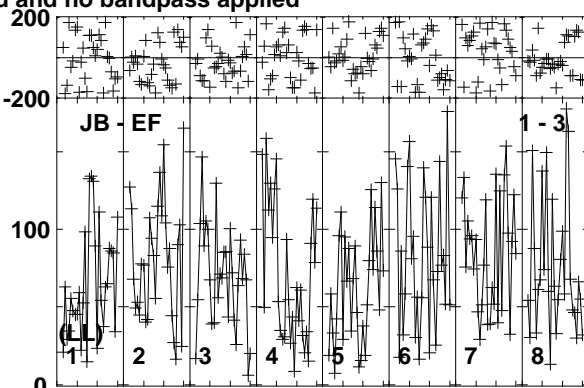 d and no bandpass applied
200
-200
JB - EF 1 - 3
100
(LL)
1 2 3 4 5 6 7 8
0